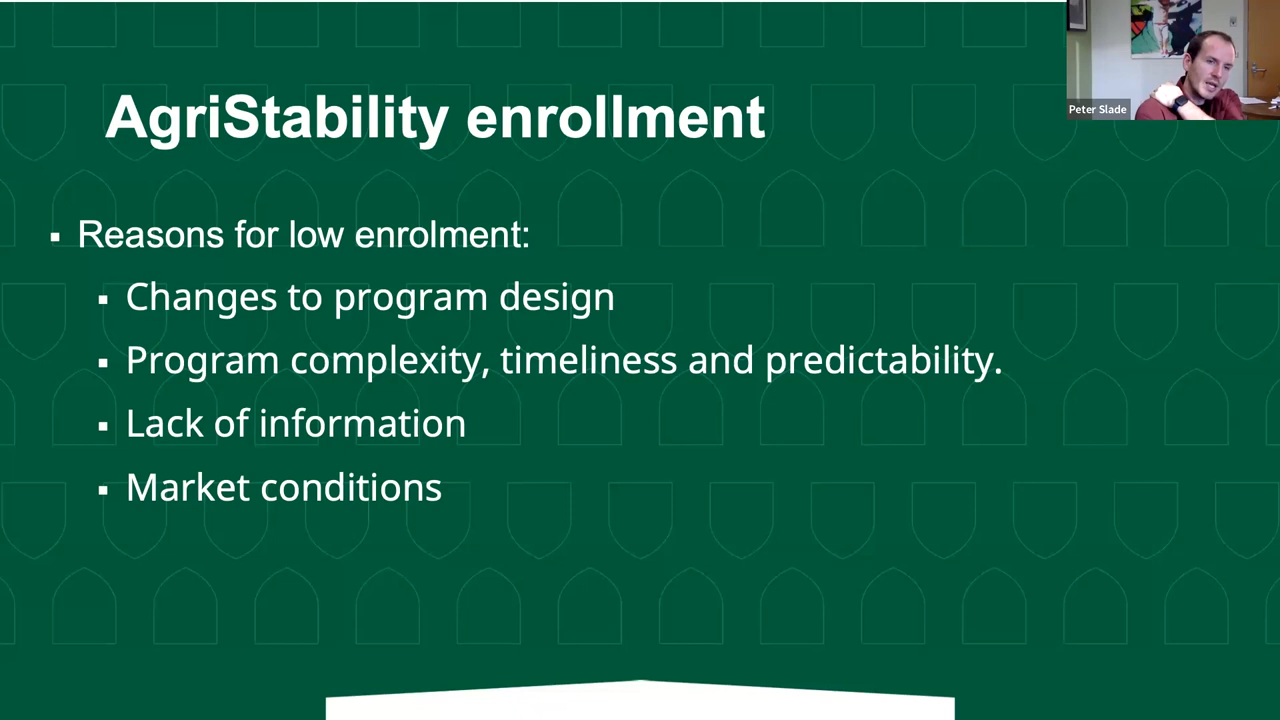 AgriStability enrollment
Peter Slade
▪ Reasons for low enrolment:
▪ Changes to program design
▪ Program complexity, timeliness and predictability.
▪ Lack of information
▪ Market conditions